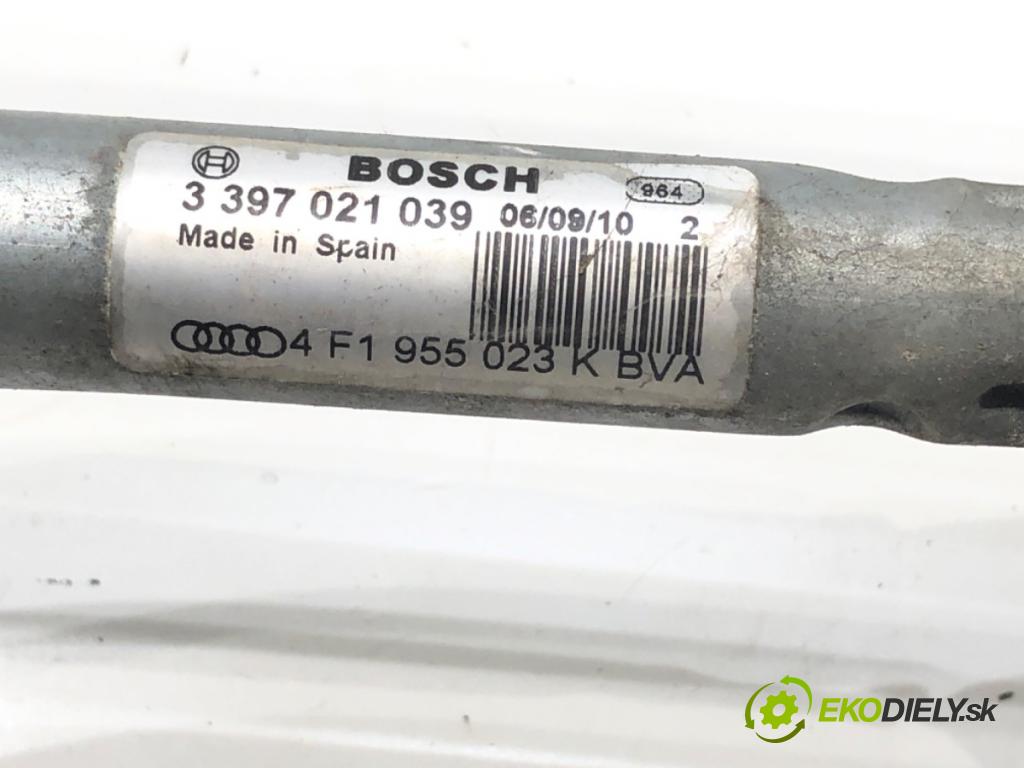 BOSCH 964
3 397 021 039 06/09/10 2
Made in Spain
4 F1 955 023 K BVA
EKODIELY.sk